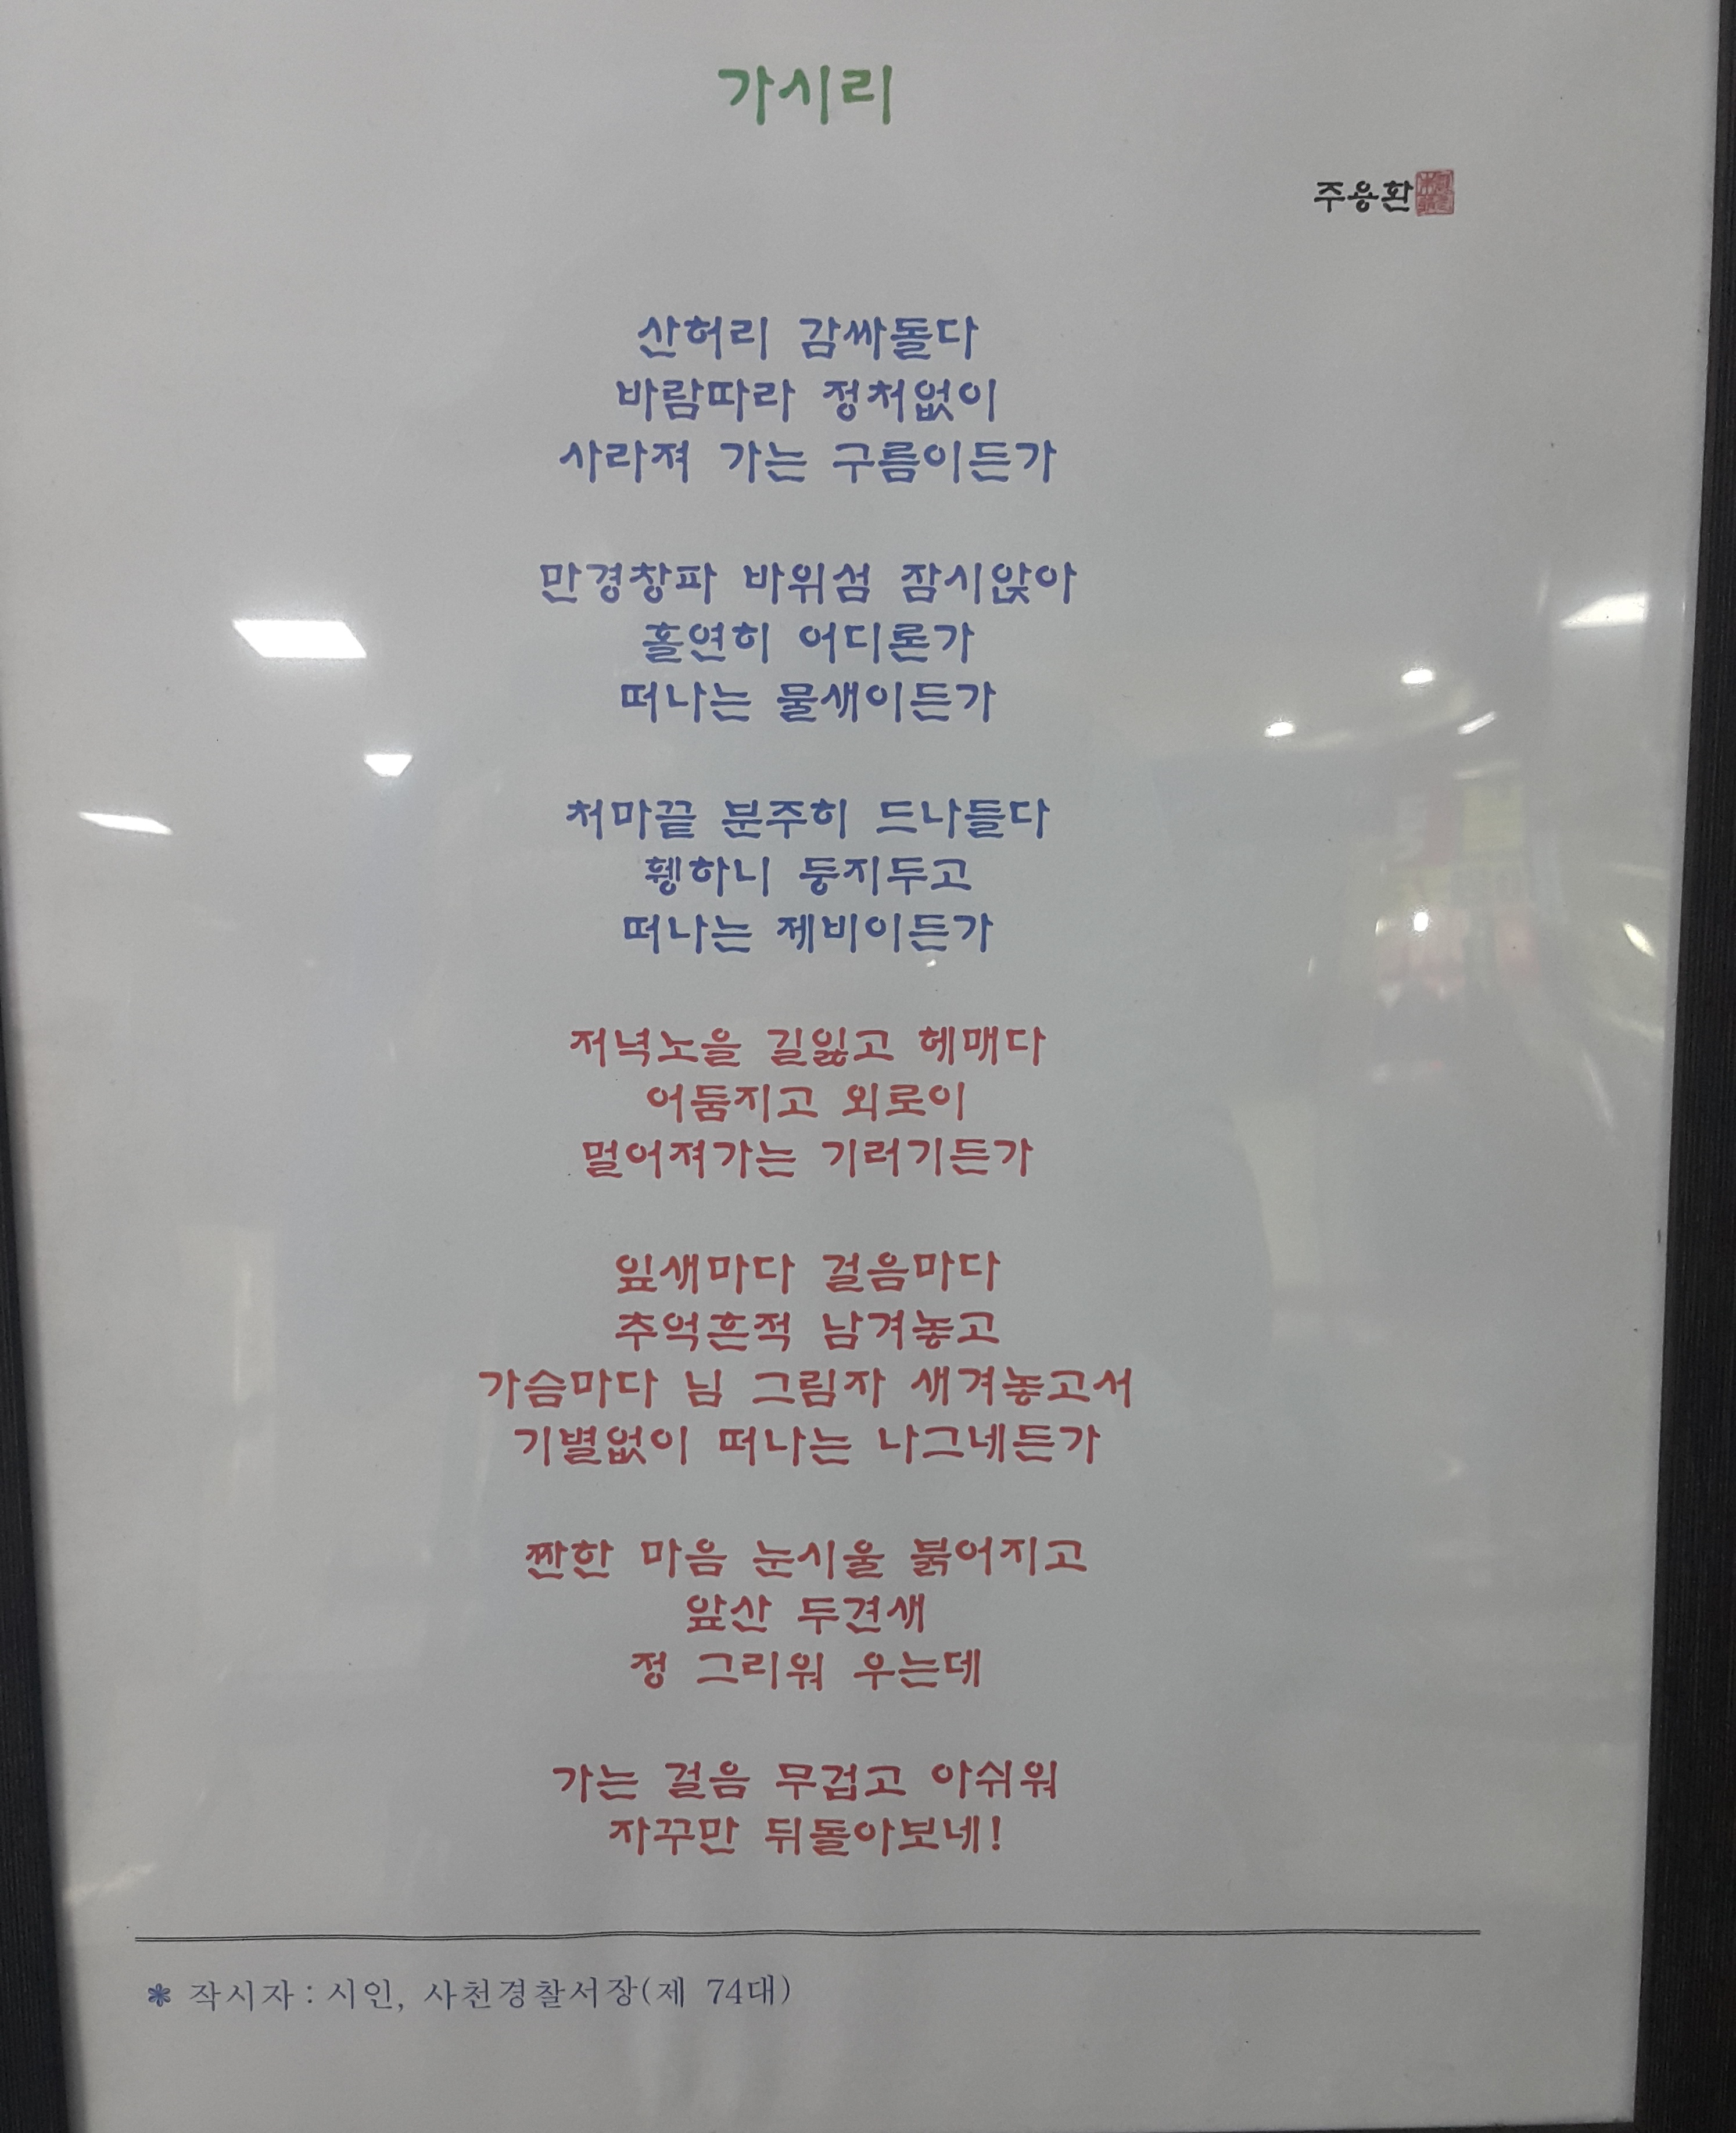 가시리
주용환
산허리 감싸돌다
바람따라 정처없이
사라져 가는 구름이든가
만경창파 바위섬 잠시앉아
홀연히 어디론가
떠나는 물새이든가
처마끝 분주히 드나들다
휑하니 둥지두고
떠나는 제비이든가
저녁노을 길잃고 헤매다
어둠지고 외로이
멀어져가는 기러기든가
잎새마다 걸음마다
추억흔적 남겨놓고
가슴마다 님 그림자 새겨놓고서
기별없이 떠나는 나그네든가
짠한 마음 눈시울 붉어지고
앞산 두견새
정 그리워 우는데
가는 걸음 무겁고 아쉬워
자꾸만 뒤돌아보네!
❃ 작시자 : 시인, 사천경찰서장(제 74대)